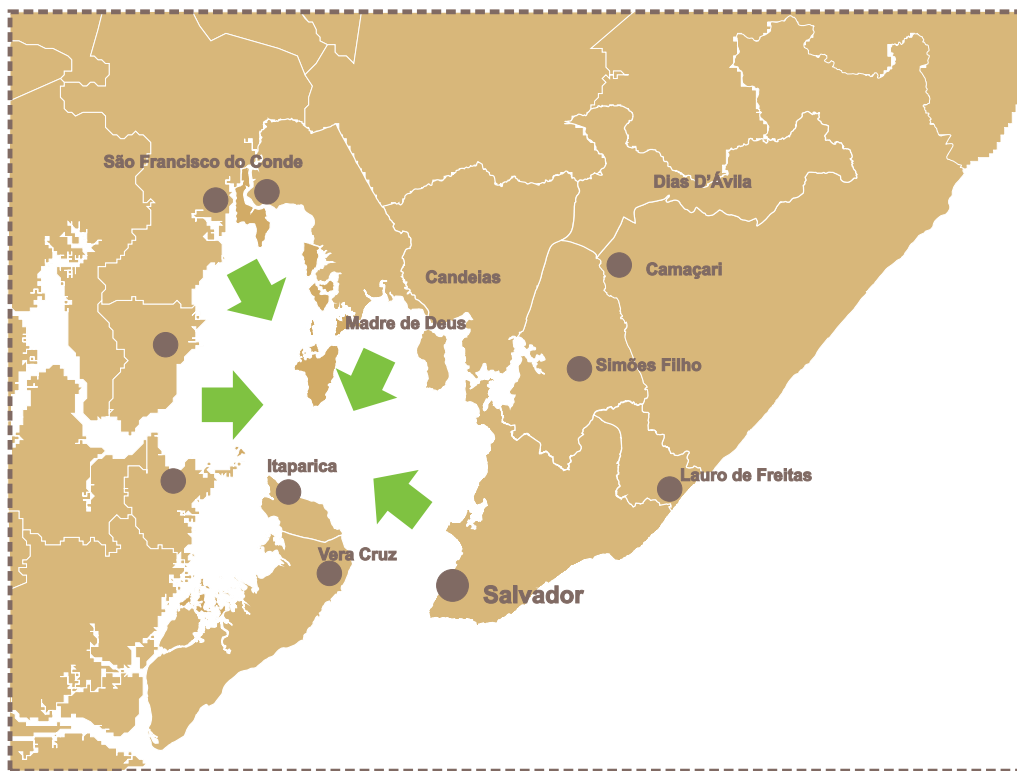 São Francisco do Conde
Dias D'Ávila
Camaçari
Candeias
Madre de Deus
Simões Filho
Itaparica
Lauro de Freitas
Vera Cruz
Salvador